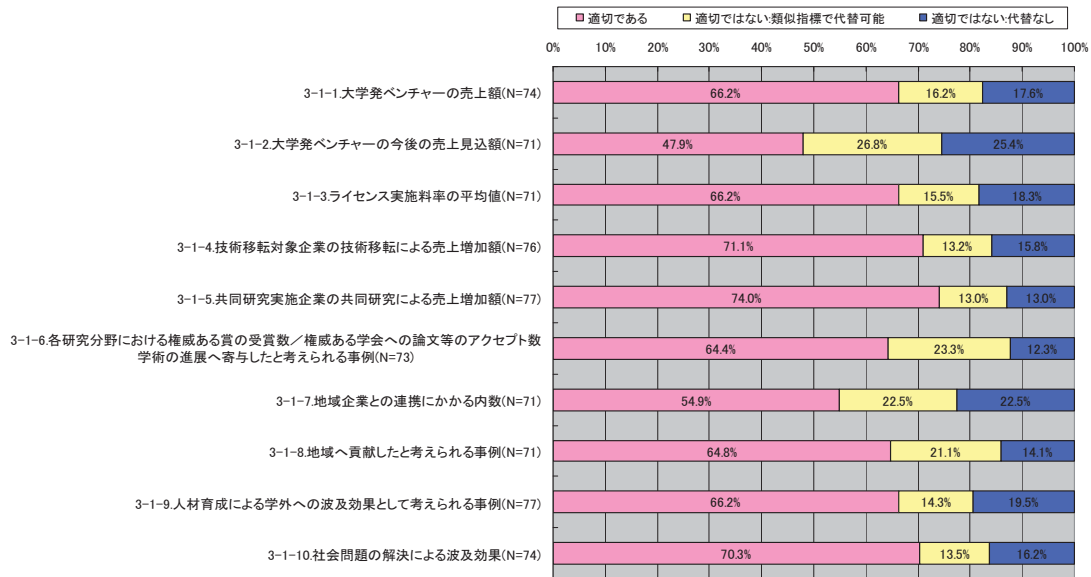 適切である 適切ではない:類似指標で代替可能 適切ではない:代替なし
0% 10% 20% 30% 40% 50% 60% 70% 80% 90% 100%
3-1-1.大学発ベンチャーの売上額(N=74) 66.2% 16.2% 17.6%
3-1-2.大学発ベンチャーの今後の売上見込額(N=71) 47.9% 26.8% 25.4%
3-1-3.ライセンス実施料率の平均値(N=71) 66.2% 15.5% 18.3%
3-1-4.技術移転対象企業の技術移転による売上増加額(N=76) 71.1% 13.2% 15.8%
3-1-5.共同研究実施企業の共同研究による売上増加額(N=77) 74.0% 13.0% 13.0%
3-1-6.各研究分野における権威ある賞の受賞数/権威ある学会への論文等のアクセプト数
学術の進展へ寄与したと考えられる事例(N=73) 64.4% 23.3% 12.3%
3-1-7.地域企業との連携にかかる内数(N=71) 54.9% 22.5% 22.5%
3-1-8.地域へ貢献したと考えられる事例(N=71) 64.8% 21.1% 14.1%
3-1-9.人材育成による学外への波及効果として考えられる事例(N=77) 66.2% 14.3% 19.5%
3-1-10.社会問題の解決による波及効果(N=74) 70.3% 13.5% 16.2%